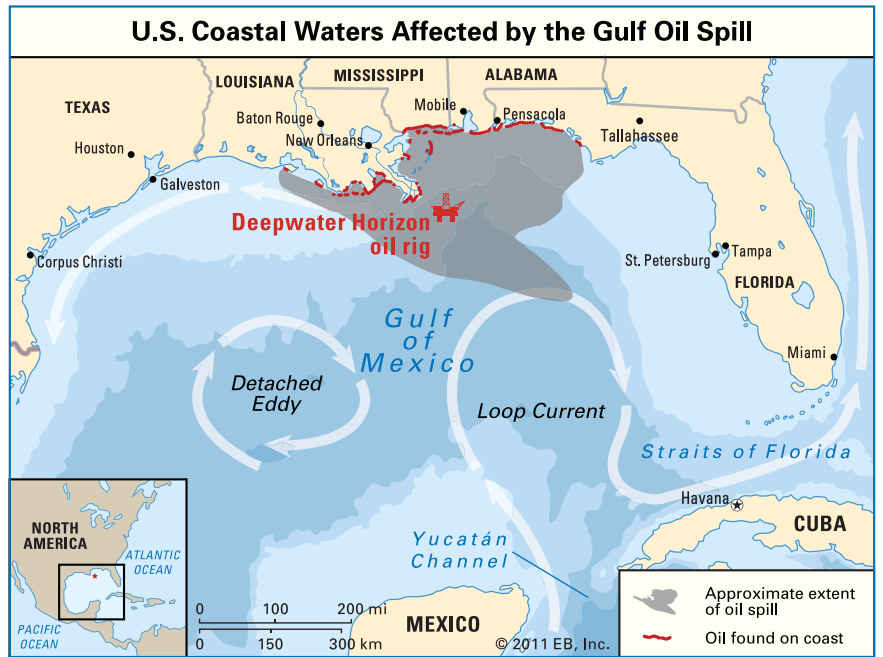 U.S. Coastal Waters Affected by the Gulf Oil Spill
LOUISIANA
MISSISSIPPI
ALABAMA
TEXAS
Baton Rouge
Mobile
Pensacola
New Orleans
Tallahassee
Houston
Galveston
Deepwater Horizon
oil rig
Corpus Christi
St. Petersburg
Tampa
FLORIDA
Gulf
of
Mexico
Miami
Detached
Eddy
Loop Current
Straits of Florida
Havana
CUBA
Yucatán
Channel
NORTH
AMERICA
ATLANTIC
OCEAN
PACIFIC
OCEAN
0 100 200 mi
0 150 300 km
MEXICO
© 2011 EB, Inc.
Approximate extent
of oil spill
Oil found on coast